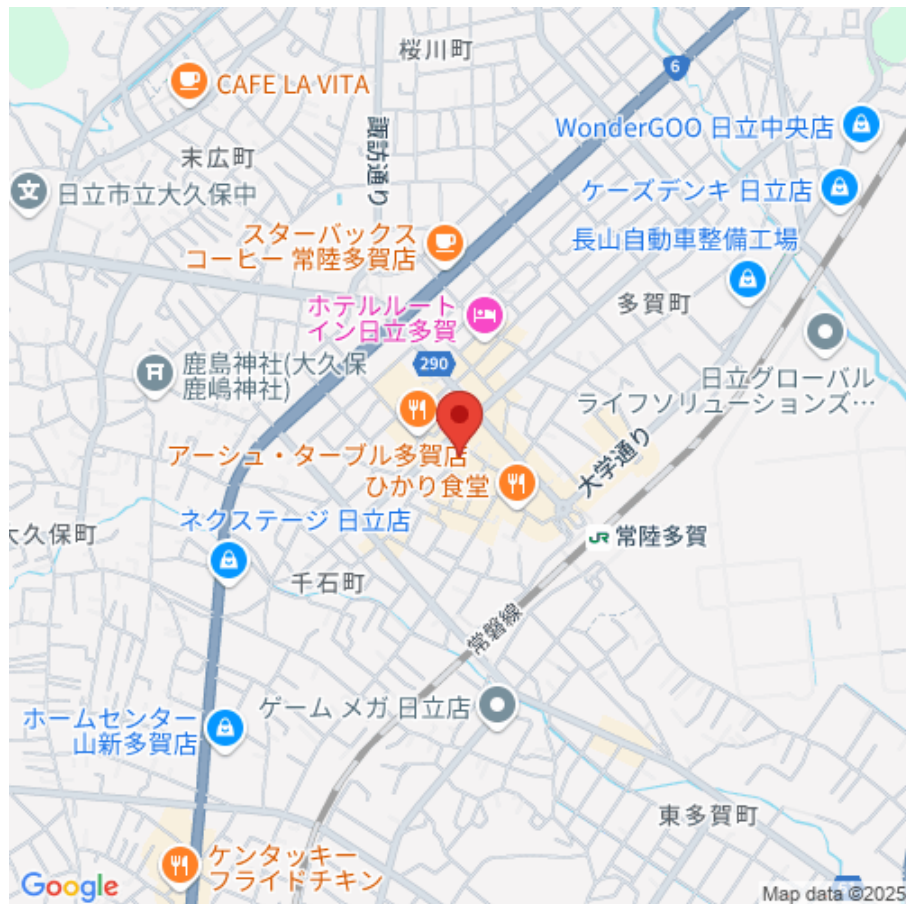 桜川町
6
CAFE LA VITA
諏訪通り
WonderGOO 日立中央店
末広町
日立市立大久保中
ケーズデンキ 日立店
スターバックス
コーヒー 常陸多賀店
長山自動車整備工場
ホテルルート
イン日立多賀
多賀町
290
鹿島神社(大久保
鹿嶋神社)
日立グローバル
ライフソリューションズ…
アーシュ・ターブル多賀店
大学通り
ひかり食堂
ネクステージ 日立店
大久保町
JR 常陸多賀
千石町
常磐線
ゲーム メガ 日立店
ホームセンター
山新多賀店
東多賀町
ケンタッキー
フライドチキン
Google
Map data ©2025